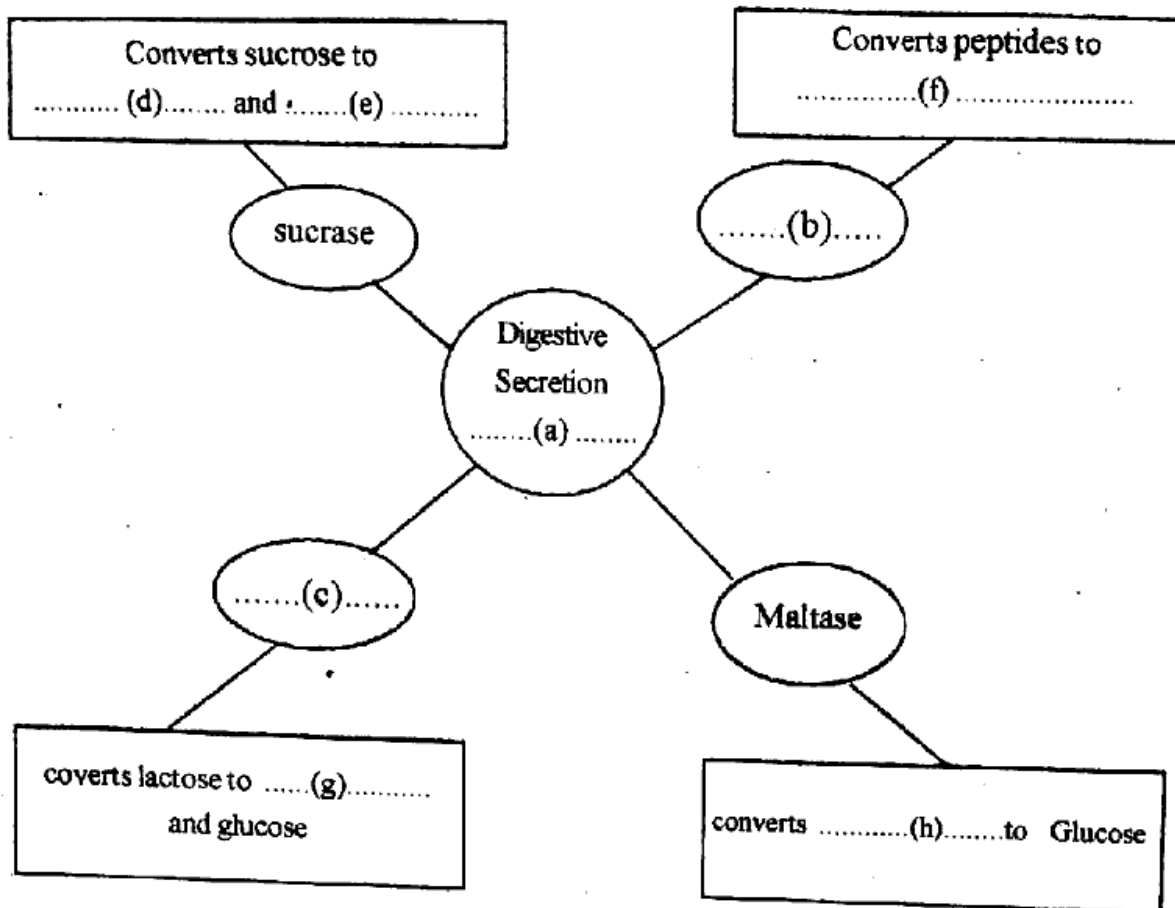 Converts sucrose to
........... (d)....... and .......(e) ...........
Converts peptides to
..............(f) .....................
sucrase
.......(b).....
Digestive
Secretion
........(a) ........
.......(c)......
Maltase
coverts lactose to .....(g)...........
and glucose
converts ............(h)........to Glucose